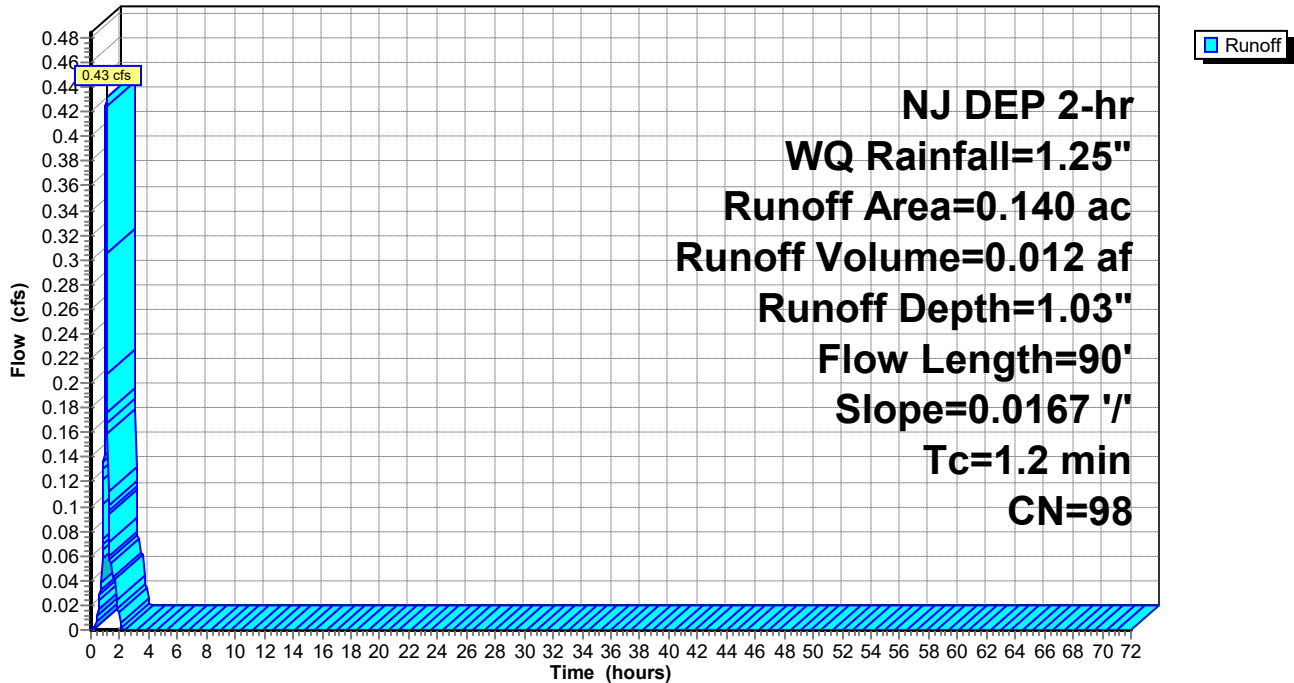 Runoff
0.48
0.46
0.43 cfs
0.44
0.42
0.4
0.38
0.36
0.34
0.32
0.3
0.28
0.26
0.24
0.22
0.2
0.18
0.16
0.14
0.12
0.1
0.08
0.06
0.04
0.02
0
Flow (cfs)
NJ DEP 2-hr
WQ Rainfall=1.25"
Runoff Area=0.140 ac
Runoff Volume=0.012 af
Runoff Depth=1.03"
Flow Length=90'
Slope=0.0167 '/'
Tc=1.2 min
CN=98
0 2 4 6 8 10 12 14 16 18 20 22 24 26 28 30 32 34 36 38 40 42 44 46 48 50 52 54 56 58 60 62 64 66 68 70 72
Time (hours)